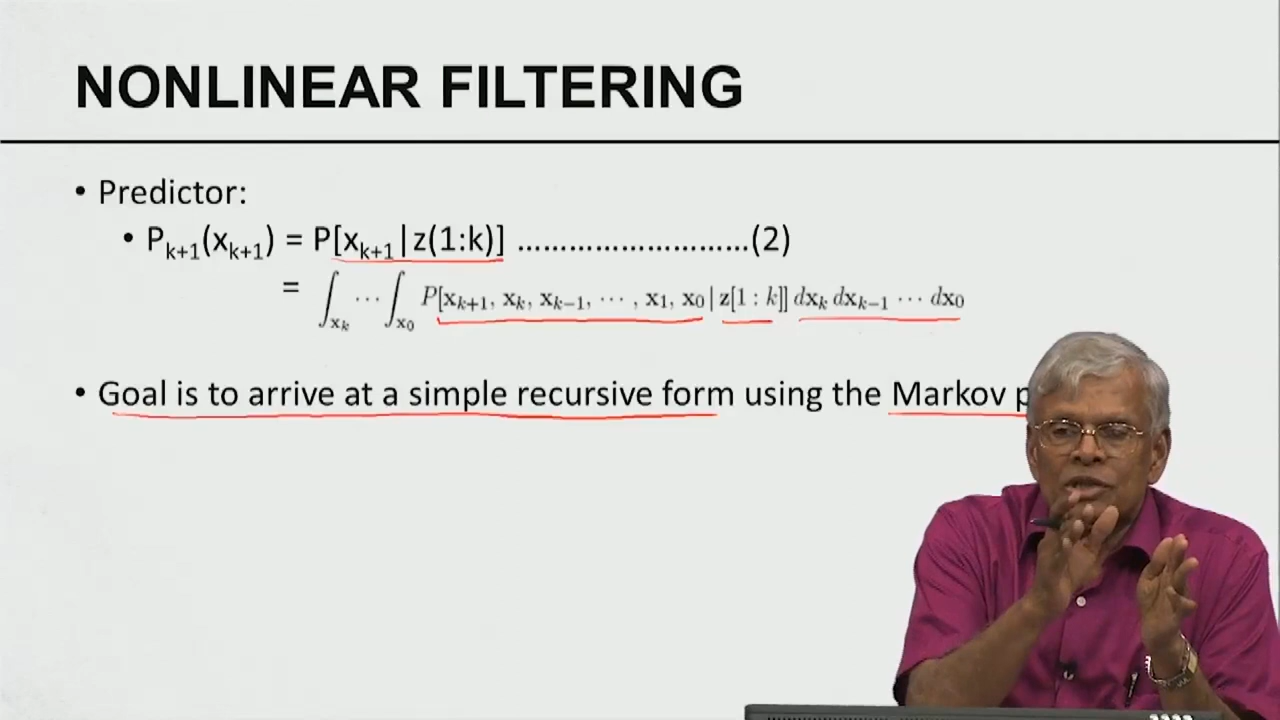 NONLINEAR FILTERING
• Predictor:
• P_{k+1}(x_{k+1}) = P[x_{k+1}|z(1:k)] ...........................(2)
= ∫_{x_k} ⋯ ∫_{x_0} P[x_{k+1}, x_k, x_{k−1}, ⋯ , x_1, x_0 | z[1 : k]] dx_k dx_{k−1} ⋯ dx_0
• Goal is to arrive at a simple recursive form using the Markov